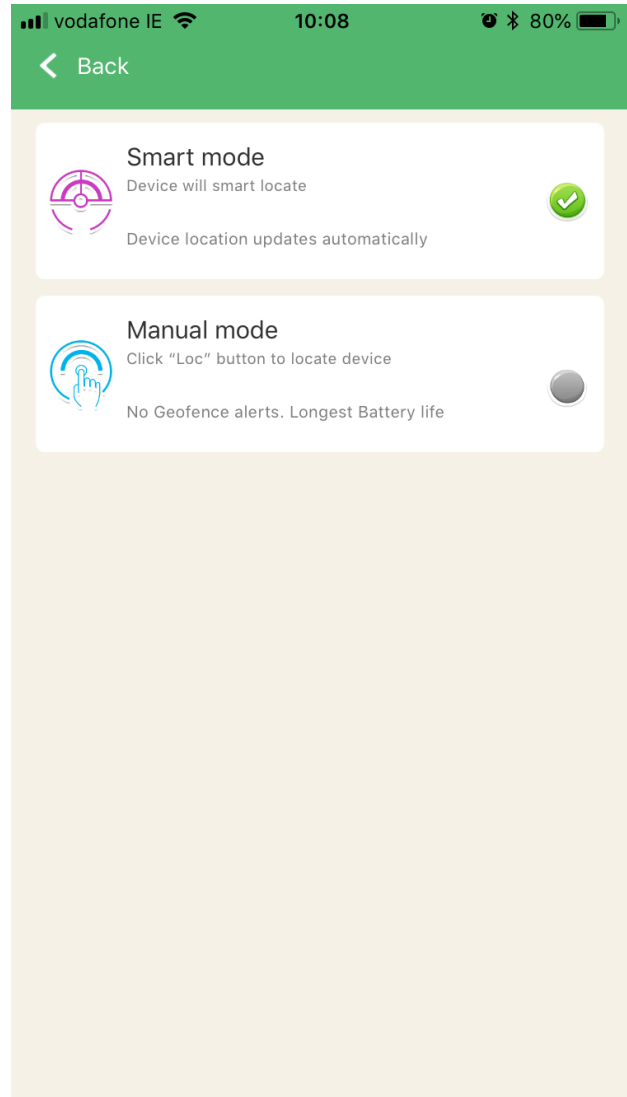 vodafone IE 10:08 80%
Back
Smart mode
Device will smart locate
Device location updates automatically
Manual mode
Click “Loc” button to locate device
No Geofence alerts. Longest Battery life